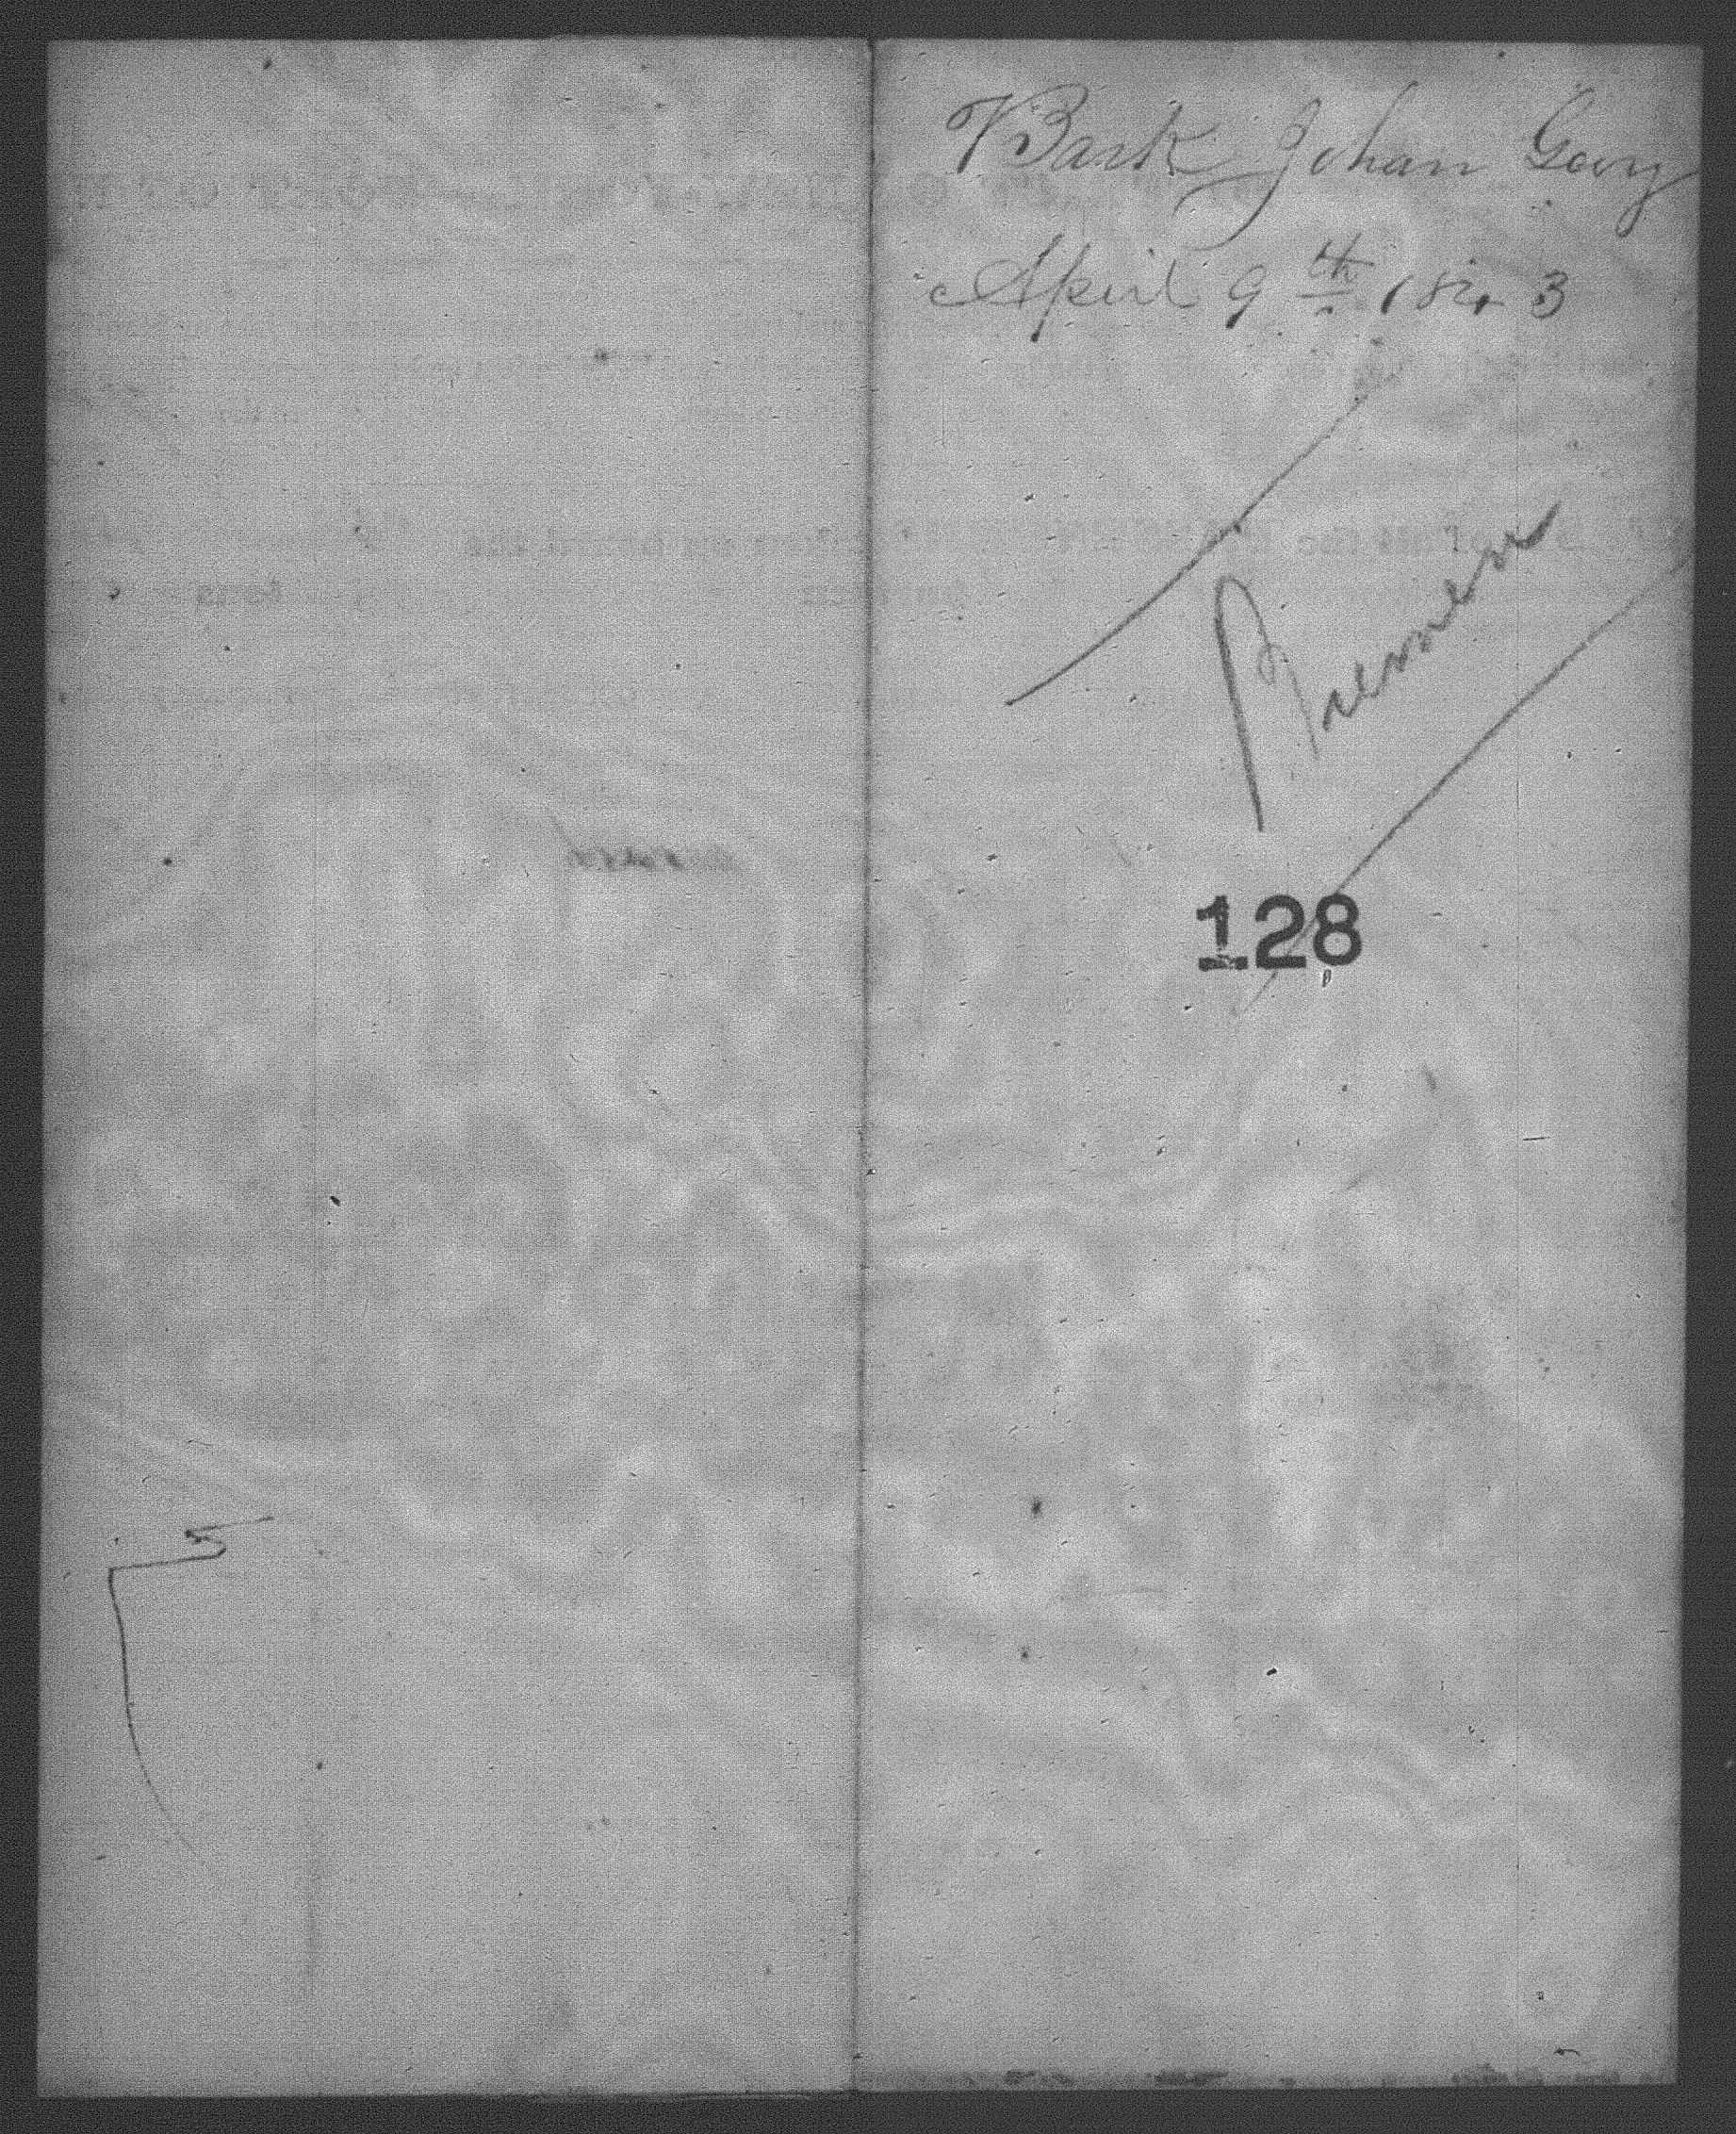 Bark Johan Georg
April 9th 1843
Bremen
128